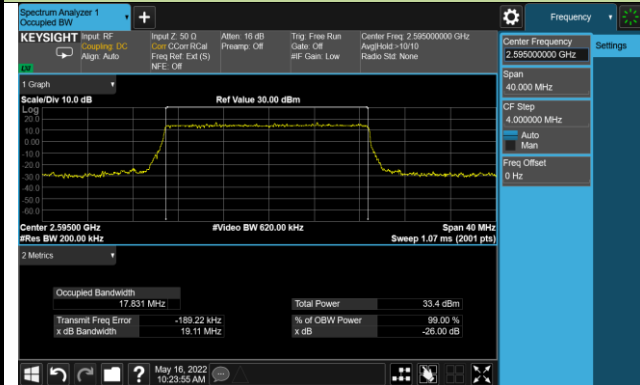 Spectrum Analyzer 1
Occupied BW
Frequency
KEYSIGHT
Input: RF
Coupling: DC
Align: Auto
Input Z: 50 Ω
Corr CCorr RCal
Freq Ref: Ext (S)
NFE: Off
Atten: 16 dB
Preamp: Off
Trig: Free Run
Gate: Off
#IF Gain: Low
Center Freq: 2.595000000 GHz
Avg|Hold:>10/10
Radio Std: None
Center Frequency
2.595000000 GHz
Settings
Span
40.000 MHz
CF Step
4.000000 MHz
Auto
Man
Freq Offset
0 Hz
1 Graph
Scale/Div 10.0 dB
Ref Value 30.00 dBm
Log
20.0
10.0
0.00
-10.0
-20.0
-30.0
-40.0
-50.0
-60.0
Center 2.59500 GHz
#Video BW 620.00 kHz
Span 40 MHz
#Res BW 200.00 kHz
Sweep 1.07 ms (2001 pts)
2 Metrics
Occupied Bandwidth
17.831 MHz
Total Power
33.4 dBm
Transmit Freq Error
-189.22 kHz
% of OBW Power
99.00 %
x dB Bandwidth
19.11 MHz
x dB
-26.00 dB
May 16, 2022
10:23:55 AM